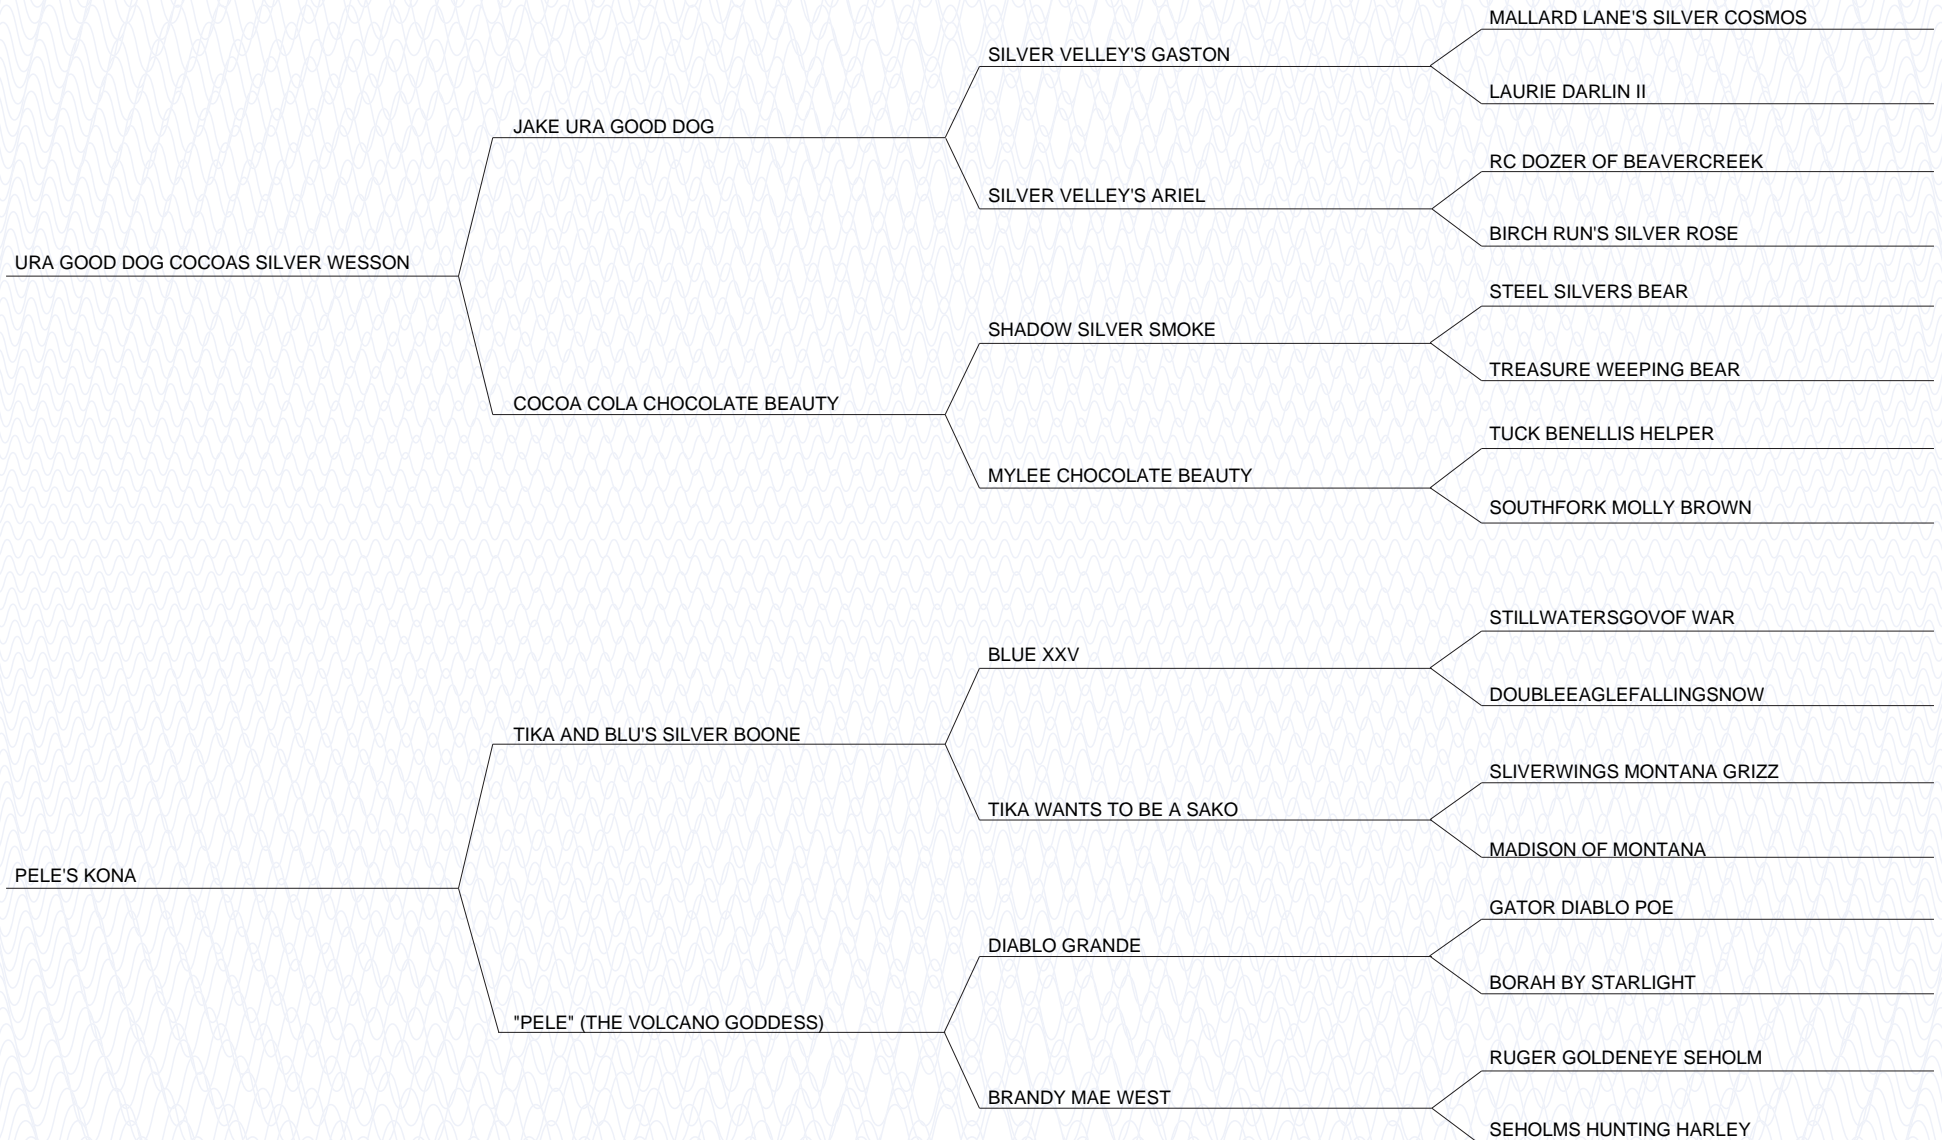 MALLARD LANE'S SILVER COSMOS
SILVER VELLEY'S GASTON
LAURIE DARLIN II
JAKE URA GOOD DOG
RC DOZER OF BEAVERCREEK
SILVER VELLEY'S ARIEL
BIRCH RUN'S SILVER ROSE
URA GOOD DOG COCOAS SILVER WESSON
STEEL SILVERS BEAR
SHADOW SILVER SMOKE
TREASURE WEEPING BEAR
COCOA COLA CHOCOLATE BEAUTY
TUCK BENELLIS HELPER
MYLEE CHOCOLATE BEAUTY
SOUTHFORK MOLLY BROWN
STILLWATERSGOVOF WAR
BLUE XXV
DOUBLEEAGLEFALLINGSNOW
TIKA AND BLU'S SILVER BOONE
SLIVERWINGS MONTANA GRIZZ
TIKA WANTS TO BE A SAKO
MADISON OF MONTANA
PELE'S KONA
GATOR DIABLO POE
DIABLO GRANDE
BORAH BY STARLIGHT
"PELE" (THE VOLCANO GODDESS)
RUGER GOLDENEYE SEHOLM
BRANDY MAE WEST
SEHOLMS HUNTING HARLEY